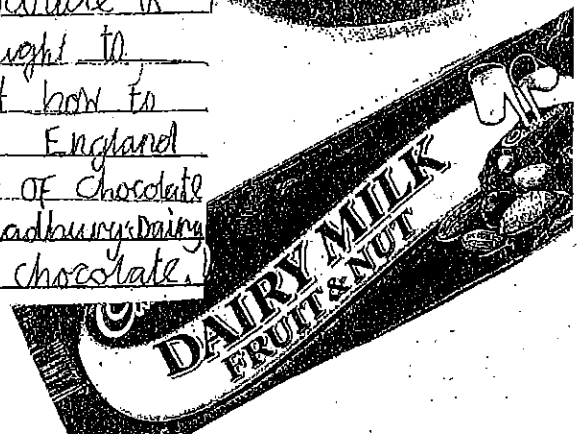 ught to
how to
England
OF Chocolate
adbury's Dairy
chocolate.
DAIRY MILK
FRUIT & NUT